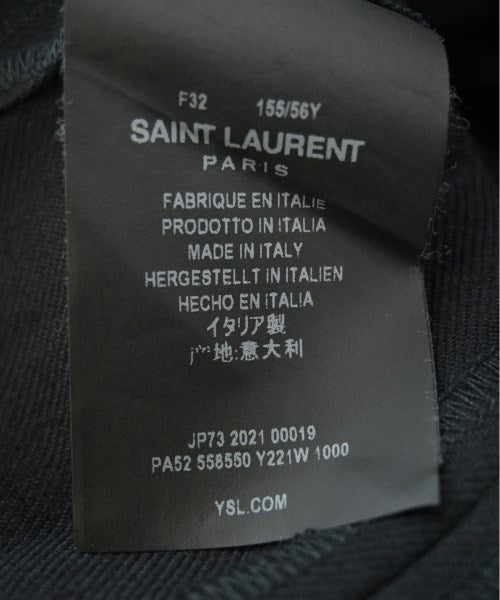 F32 155/56Y
SAINT LAURENT
PARIS
FABRIQUE EN ITALIE
PRODOTTO IN ITALIA
MADE IN ITALY
HERGESTELLT IN ITALIEN
HECHO EN ITALIA
イタリア製
地:意大利
JP73 2021 00019
PA52 558550 Y221W 1000
YSL.COM